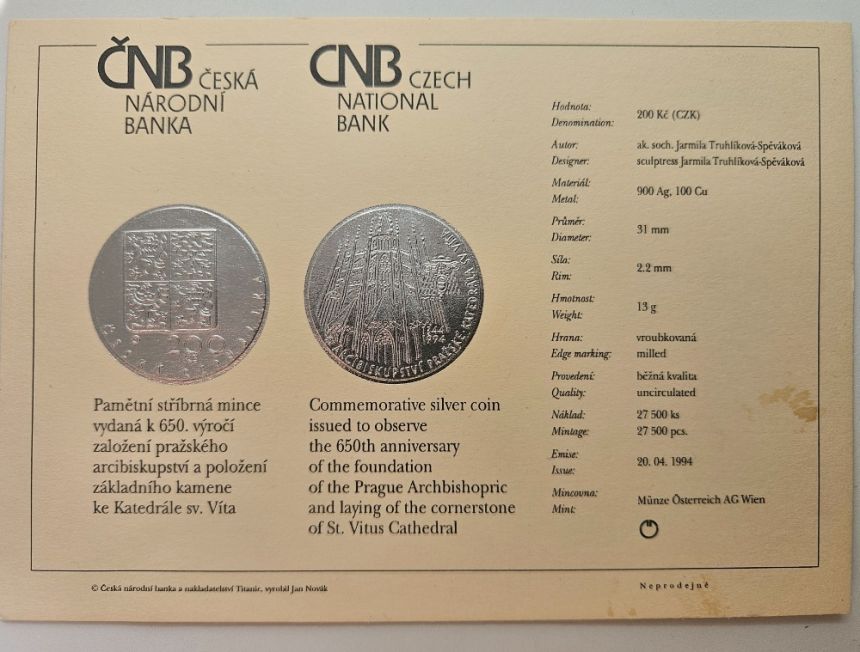 ČNB ČESKÁ
NÁRODNÍ
BANKA
CNB CZECH
NATIONAL
BANK
200
1344
1994
ARCIBISKUPSTVÍ PRAŽSKÉ KATEDRÁLA SV VÍTA
Pamětní stříbrná mince
vydaná k 650. výročí
založení pražského
arcibiskupství a položení
základního kamene
ke Katedrále sv. Víta
Commemorative silver coin
issued to observe
the 650th anniversary
of the foundation
of the Prague Archbishopric
and laying of the cornerstone
of St. Vitus Cathedral
Hodnota:
Denomination: 200 Kč (CZK)
Autor: ak. soch. Jarmila Truhlíková-Spěváková
Designer: sculptress Jarmila Truhlíková-Spěváková
Materiál:
Metal: 900 Ag, 100 Cu
Průměr:
Diameter: 31 mm
Síla:
Rim: 2.2 mm
Hmotnost:
Weight: 13 g
Hrana: vroubkovaná
Edge marking: milled
Provedení: běžná kvalita
Quality: uncirculated
Náklad: 27 500 ks
Mintage: 27 500 pcs.
Emise:
Issue: 20. 04. 1994
Mincovna:
Mint: Münze Österreich AG Wien
© Česká národní banka a nakladatelství Titanic, vyrobil Jan Novák
Neprodejné